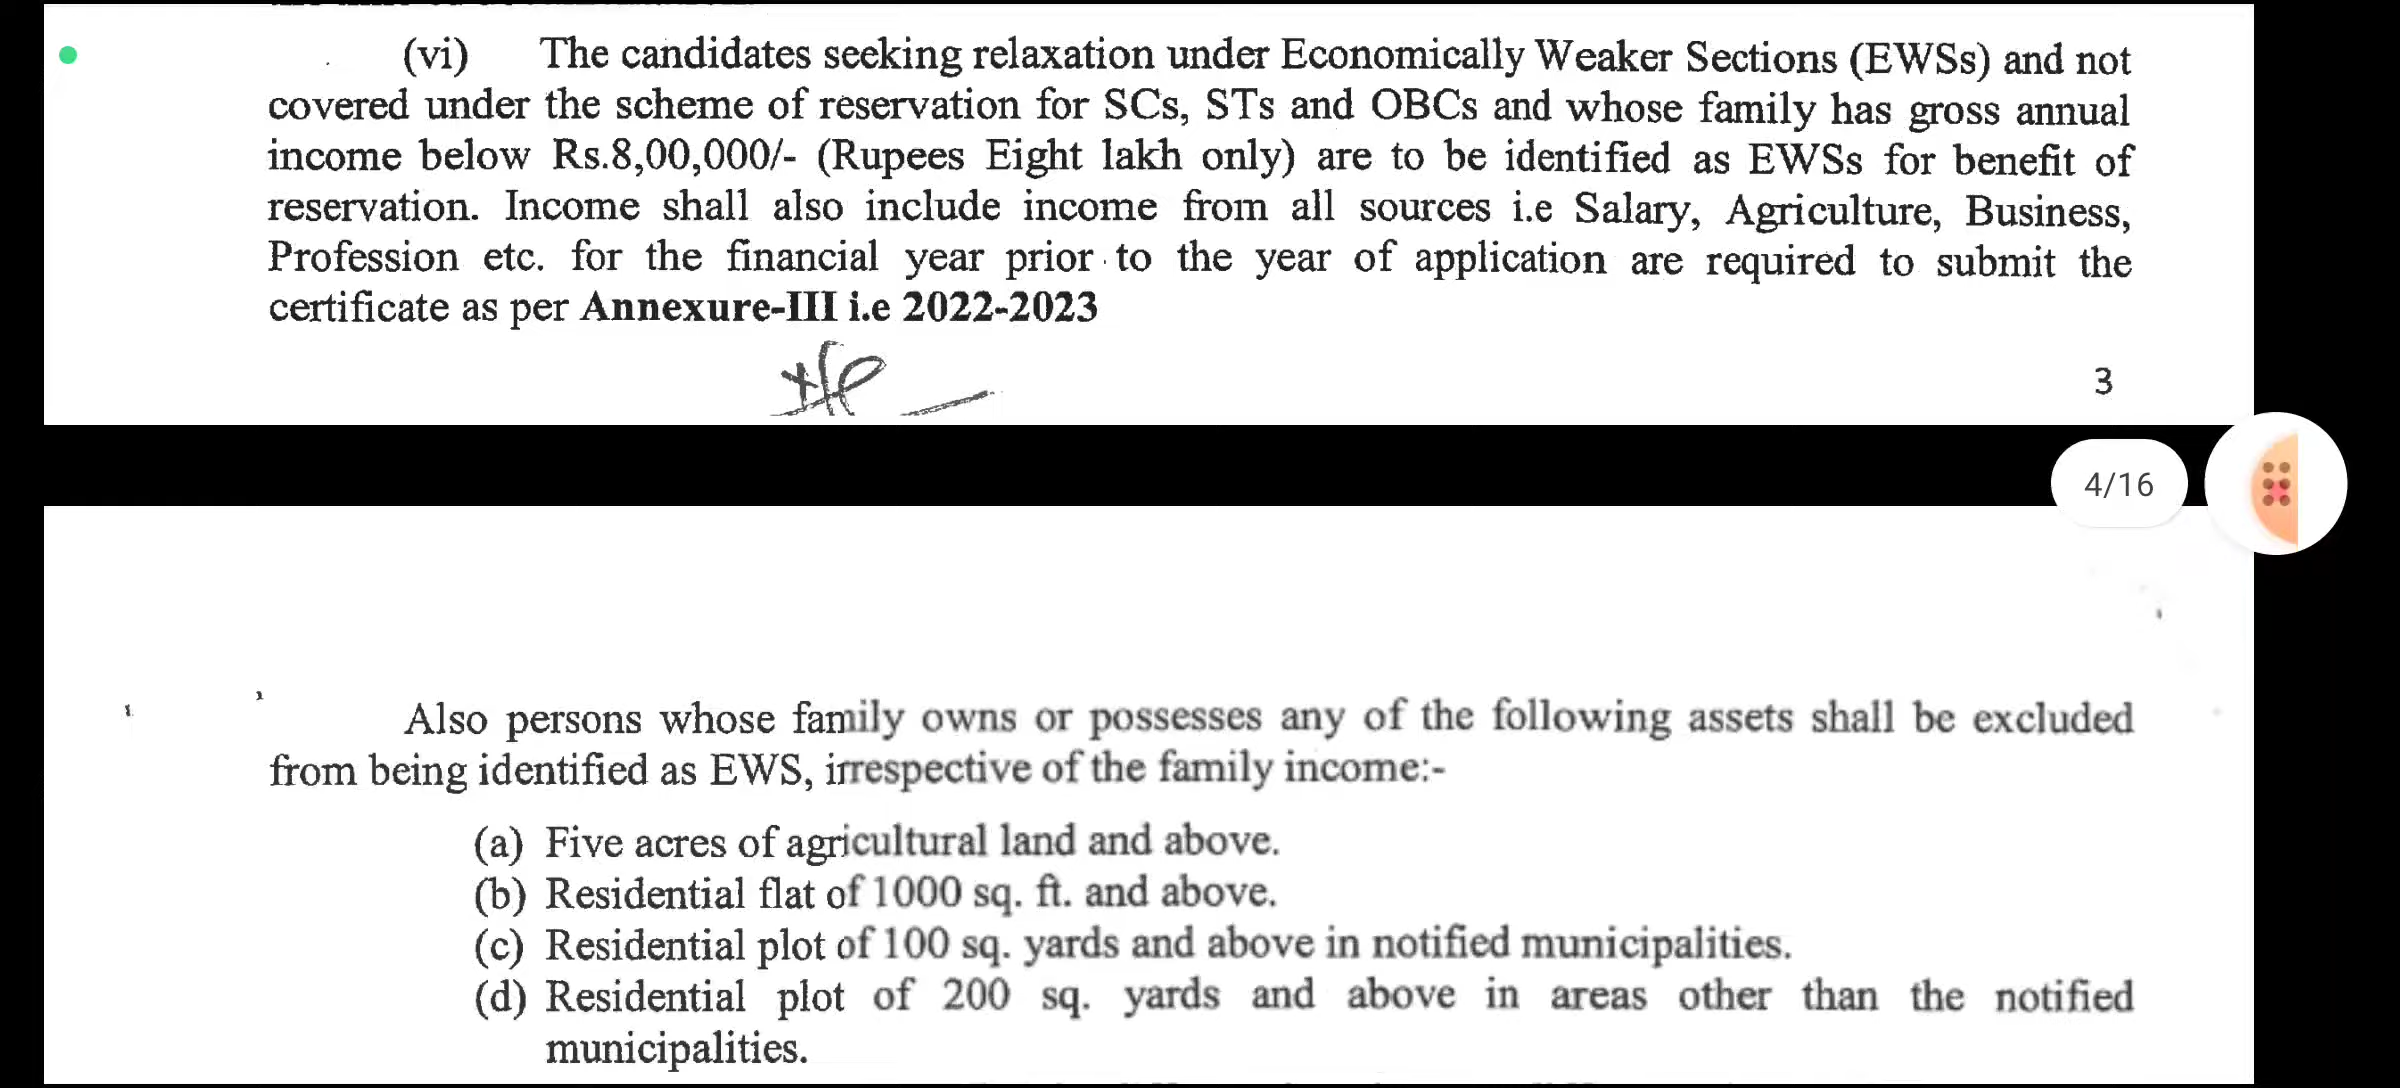 (vi) The candidates seeking relaxation under Economically Weaker Sections (EWSs) and not
covered under the scheme of reservation for SCs, STs and OBCs and whose family has gross annual
income below Rs.8,00,000/- (Rupees Eight lakh only) are to be identified as EWSs for benefit of
reservation. Income shall also include income from all sources i.e Salary, Agriculture, Business,
Profession etc. for the financial year prior to the year of application are required to submit the
certificate as per Annexure-III i.e 2022-2023
3
4/16
Also persons whose family owns or possesses any of the following assets shall be excluded
from being identified as EWS, irrespective of the family income:-
(a) Five acres of agricultural land and above.
(b) Residential flat of 1000 sq. ft. and above.
(c) Residential plot of 100 sq. yards and above in notified municipalities.
(d) Residential plot of 200 sq. yards and above in areas other than the notified
municipalities.